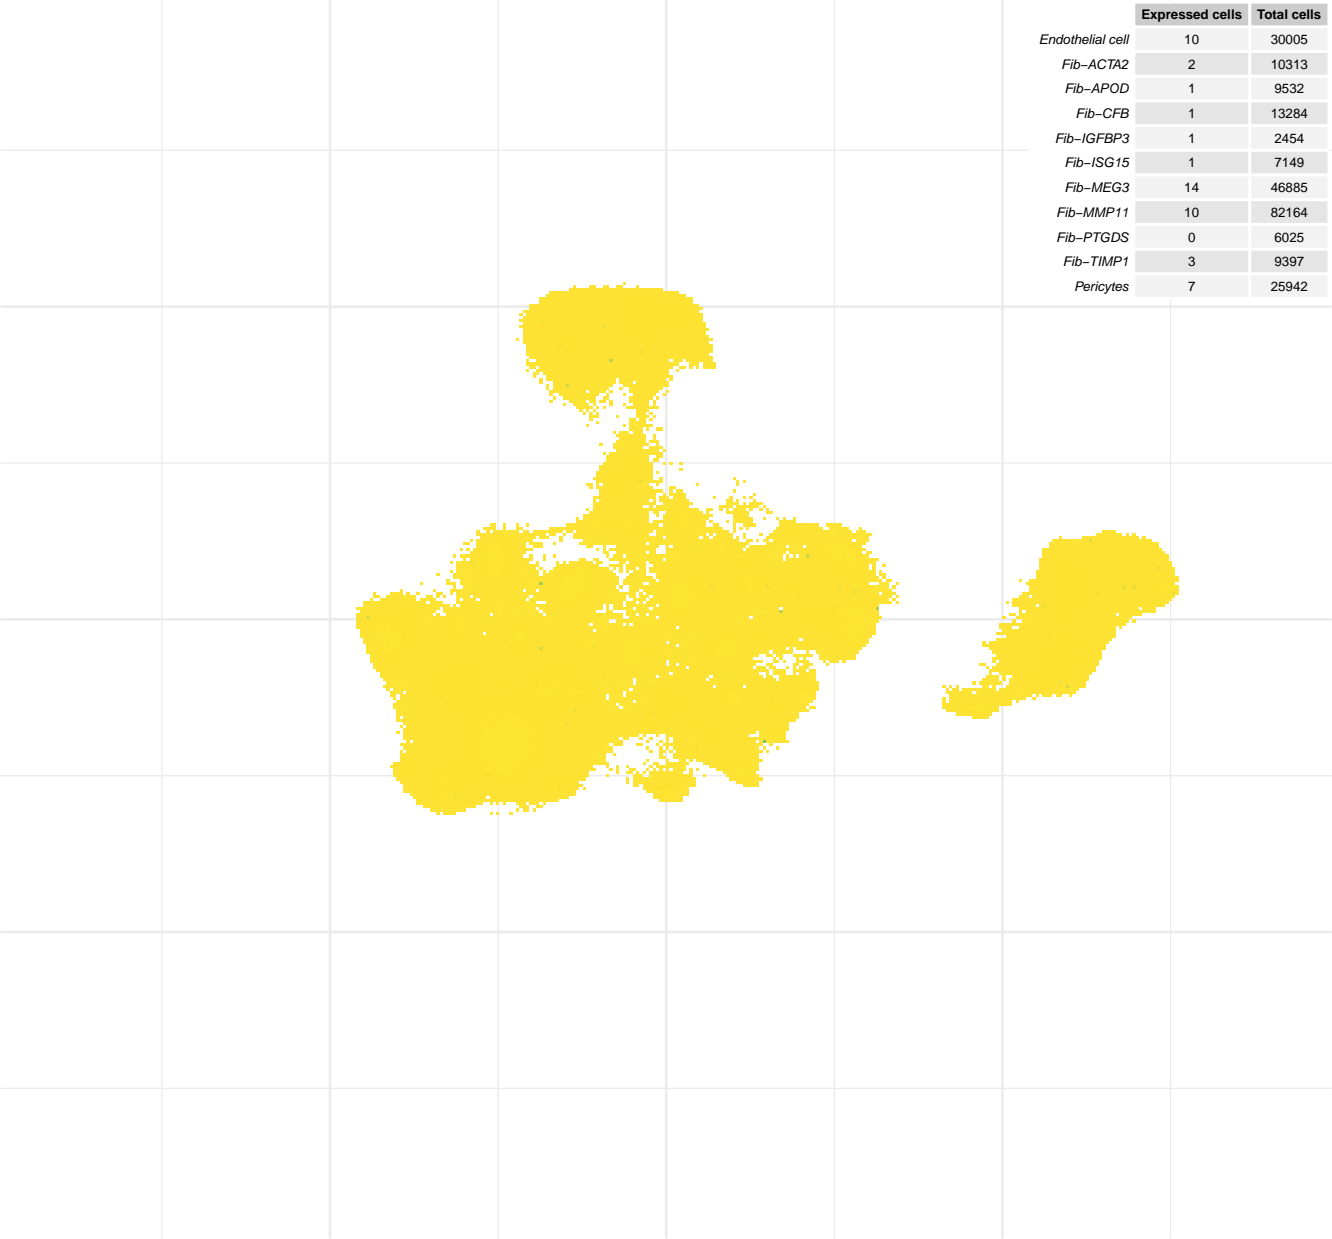 Expressed cells Total cells
Endothelial cell 10 30005
Fib−ACTA2 2 10313
Fib−APOD 1 9532
Fib−CFB 1 13284
Fib−IGFBP3 1 2454
Fib−ISG15 1 7149
Fib−MEG3 14 46885
Fib−MMP11 10 82164
Fib−PTGDS 0 6025
Fib−TIMP1 3 9397
Pericytes 7 25942